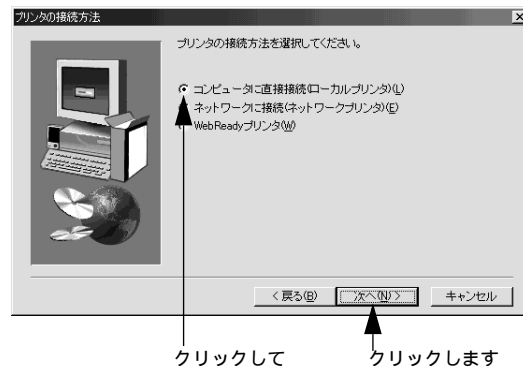 プリンタの接続方法
プリンタの接続方法を選択してください。
コンピュータに直接接続(ローカルプリンタ)(L)
ネットワークに接続(ネットワークプリンタ)(E)
WebReadyプリンタ(W)
< 戻る(B) 次へ(N) > キャンセル
クリックして クリックします